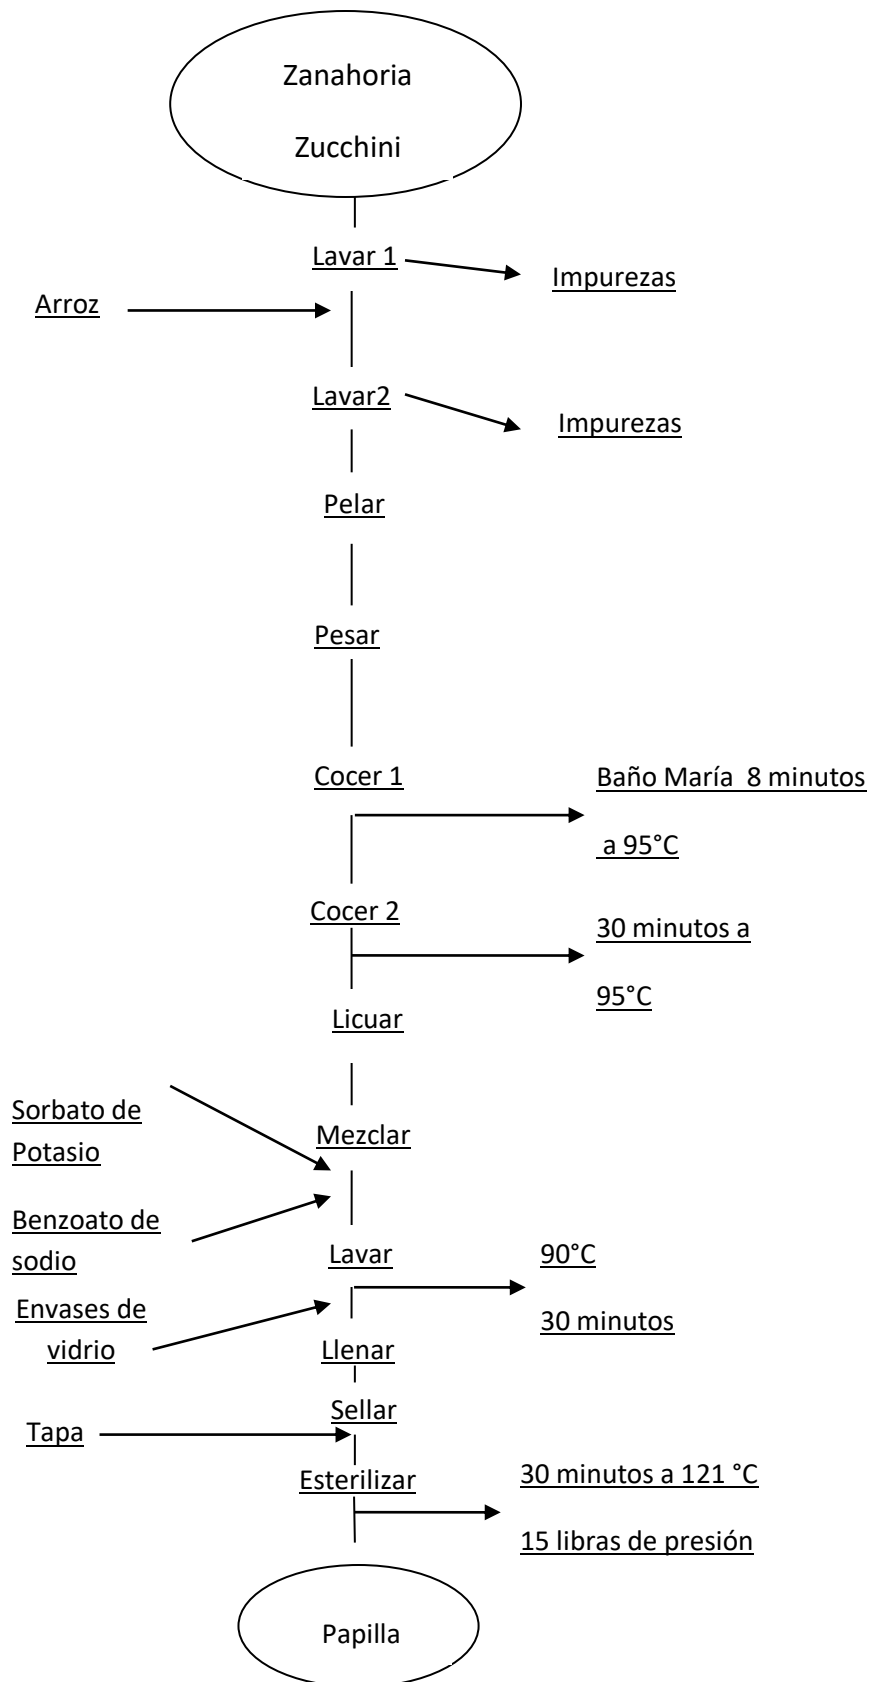 Zanahoria
Zucchini
Lavar 1
Impurezas
Arroz
Lavar2
Impurezas
Pelar
Pesar
Cocer 1
Baño María 8 minutos
a 95°C
Cocer 2
30 minutos a
95°C
Licuar
Sorbato de
Potasio
Mezclar
Benzoato de
sodio
Lavar
90°C
30 minutos
Envases de
vidrio
Llenar
Sellar
Tapa
Esterilizar
30 minutos a 121 °C
15 libras de presión
Papilla